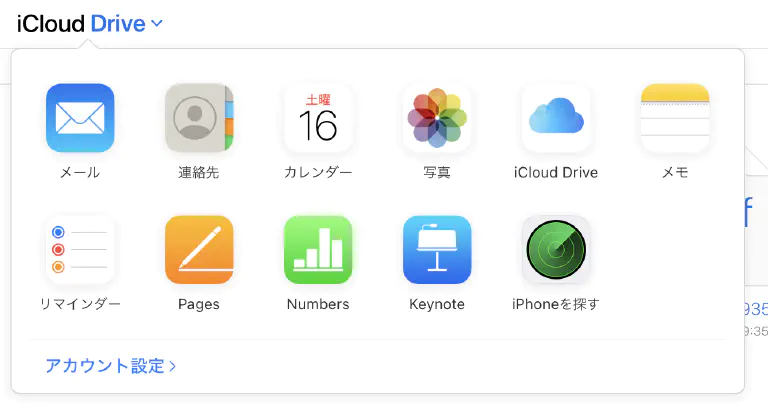 iCloud Drive
土曜
16
メール
連絡先
カレンダー
写真
iCloud Drive
メモ
リマインダー
Pages
Numbers
Keynote
iPhoneを探す
アカウント設定
f
935
9:35